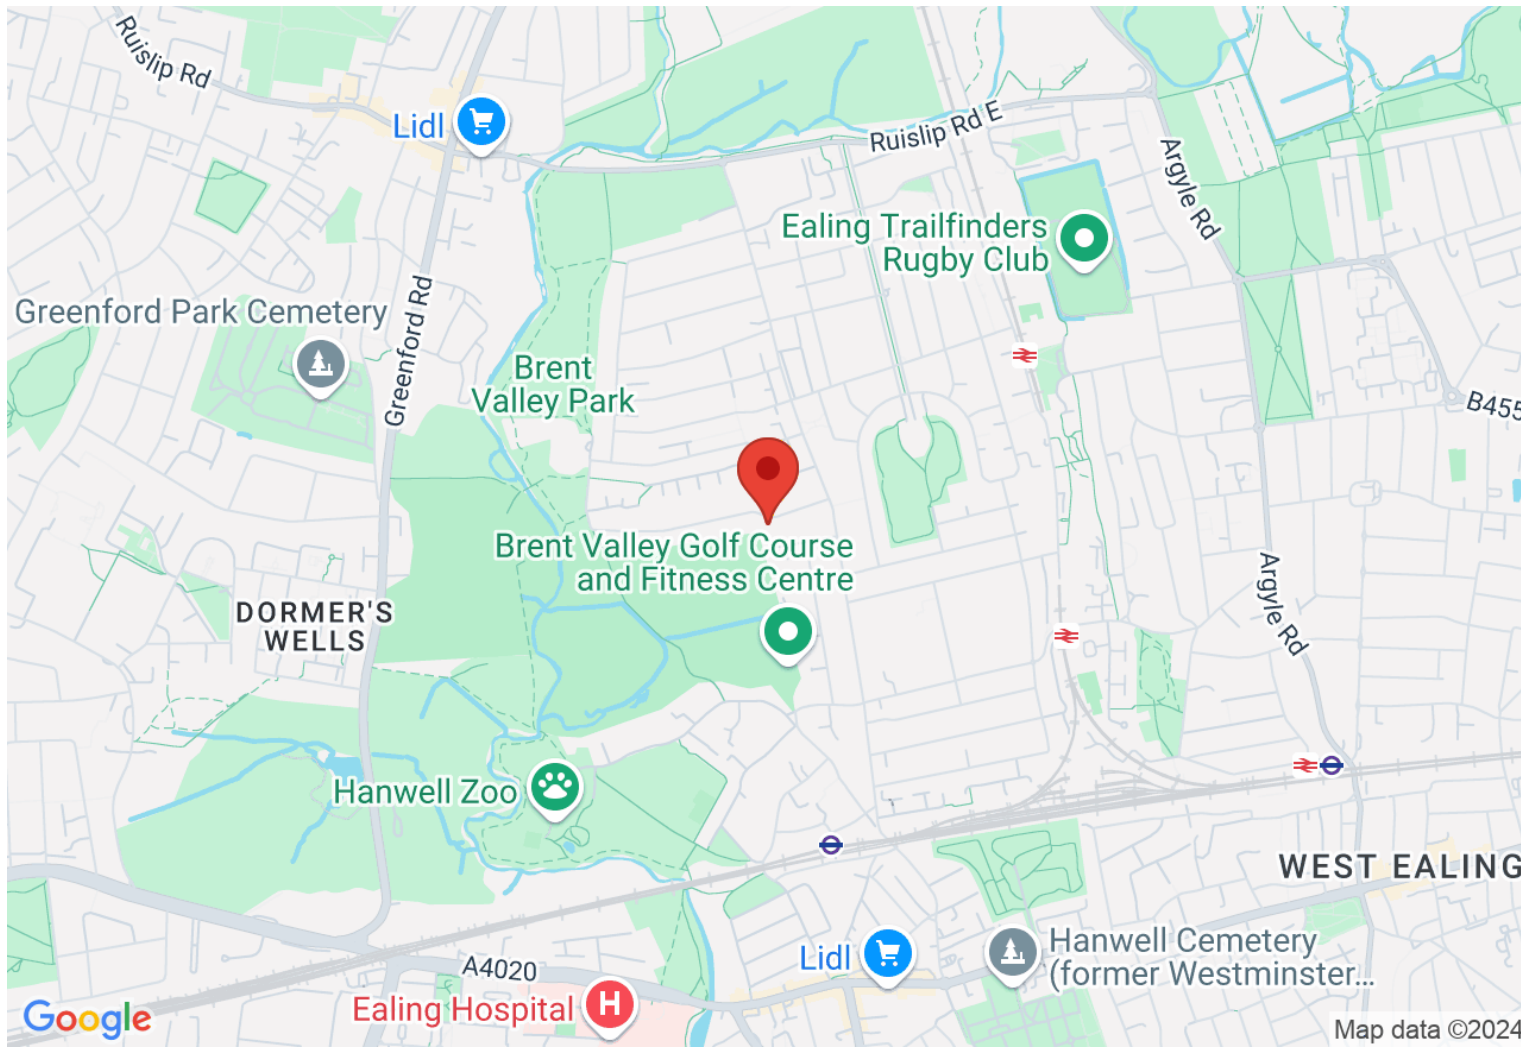 Ruislip Rd
Lidl
Ruislip Rd E
Argyle Rd
Ealing Trailfinders
Rugby Club
Greenford Park Cemetery
Greenford Rd
Brent
Valley Park
B455
Brent Valley Golf Course
and Fitness Centre
DORMER'S
WELLS
Argyle Rd
Hanwell Zoo
WEST EALING
Hanwell Cemetery
(former Westminster...
Lidl
A4020
Ealing Hospital
H
Google
Map data ©2024